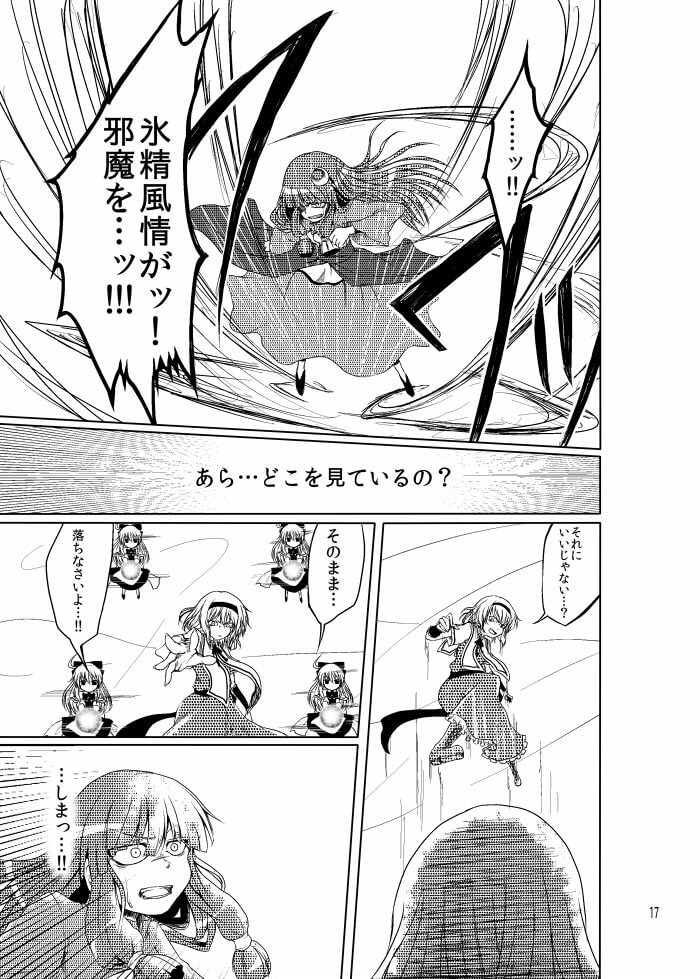 ……ッ!!
氷精風情がッ!
邪魔を…ッ!!!
あら…どこを見ているの?
それに
いいじゃない…?
そのまま…
落ちなさいよ…!!
…しまっ…!!
17